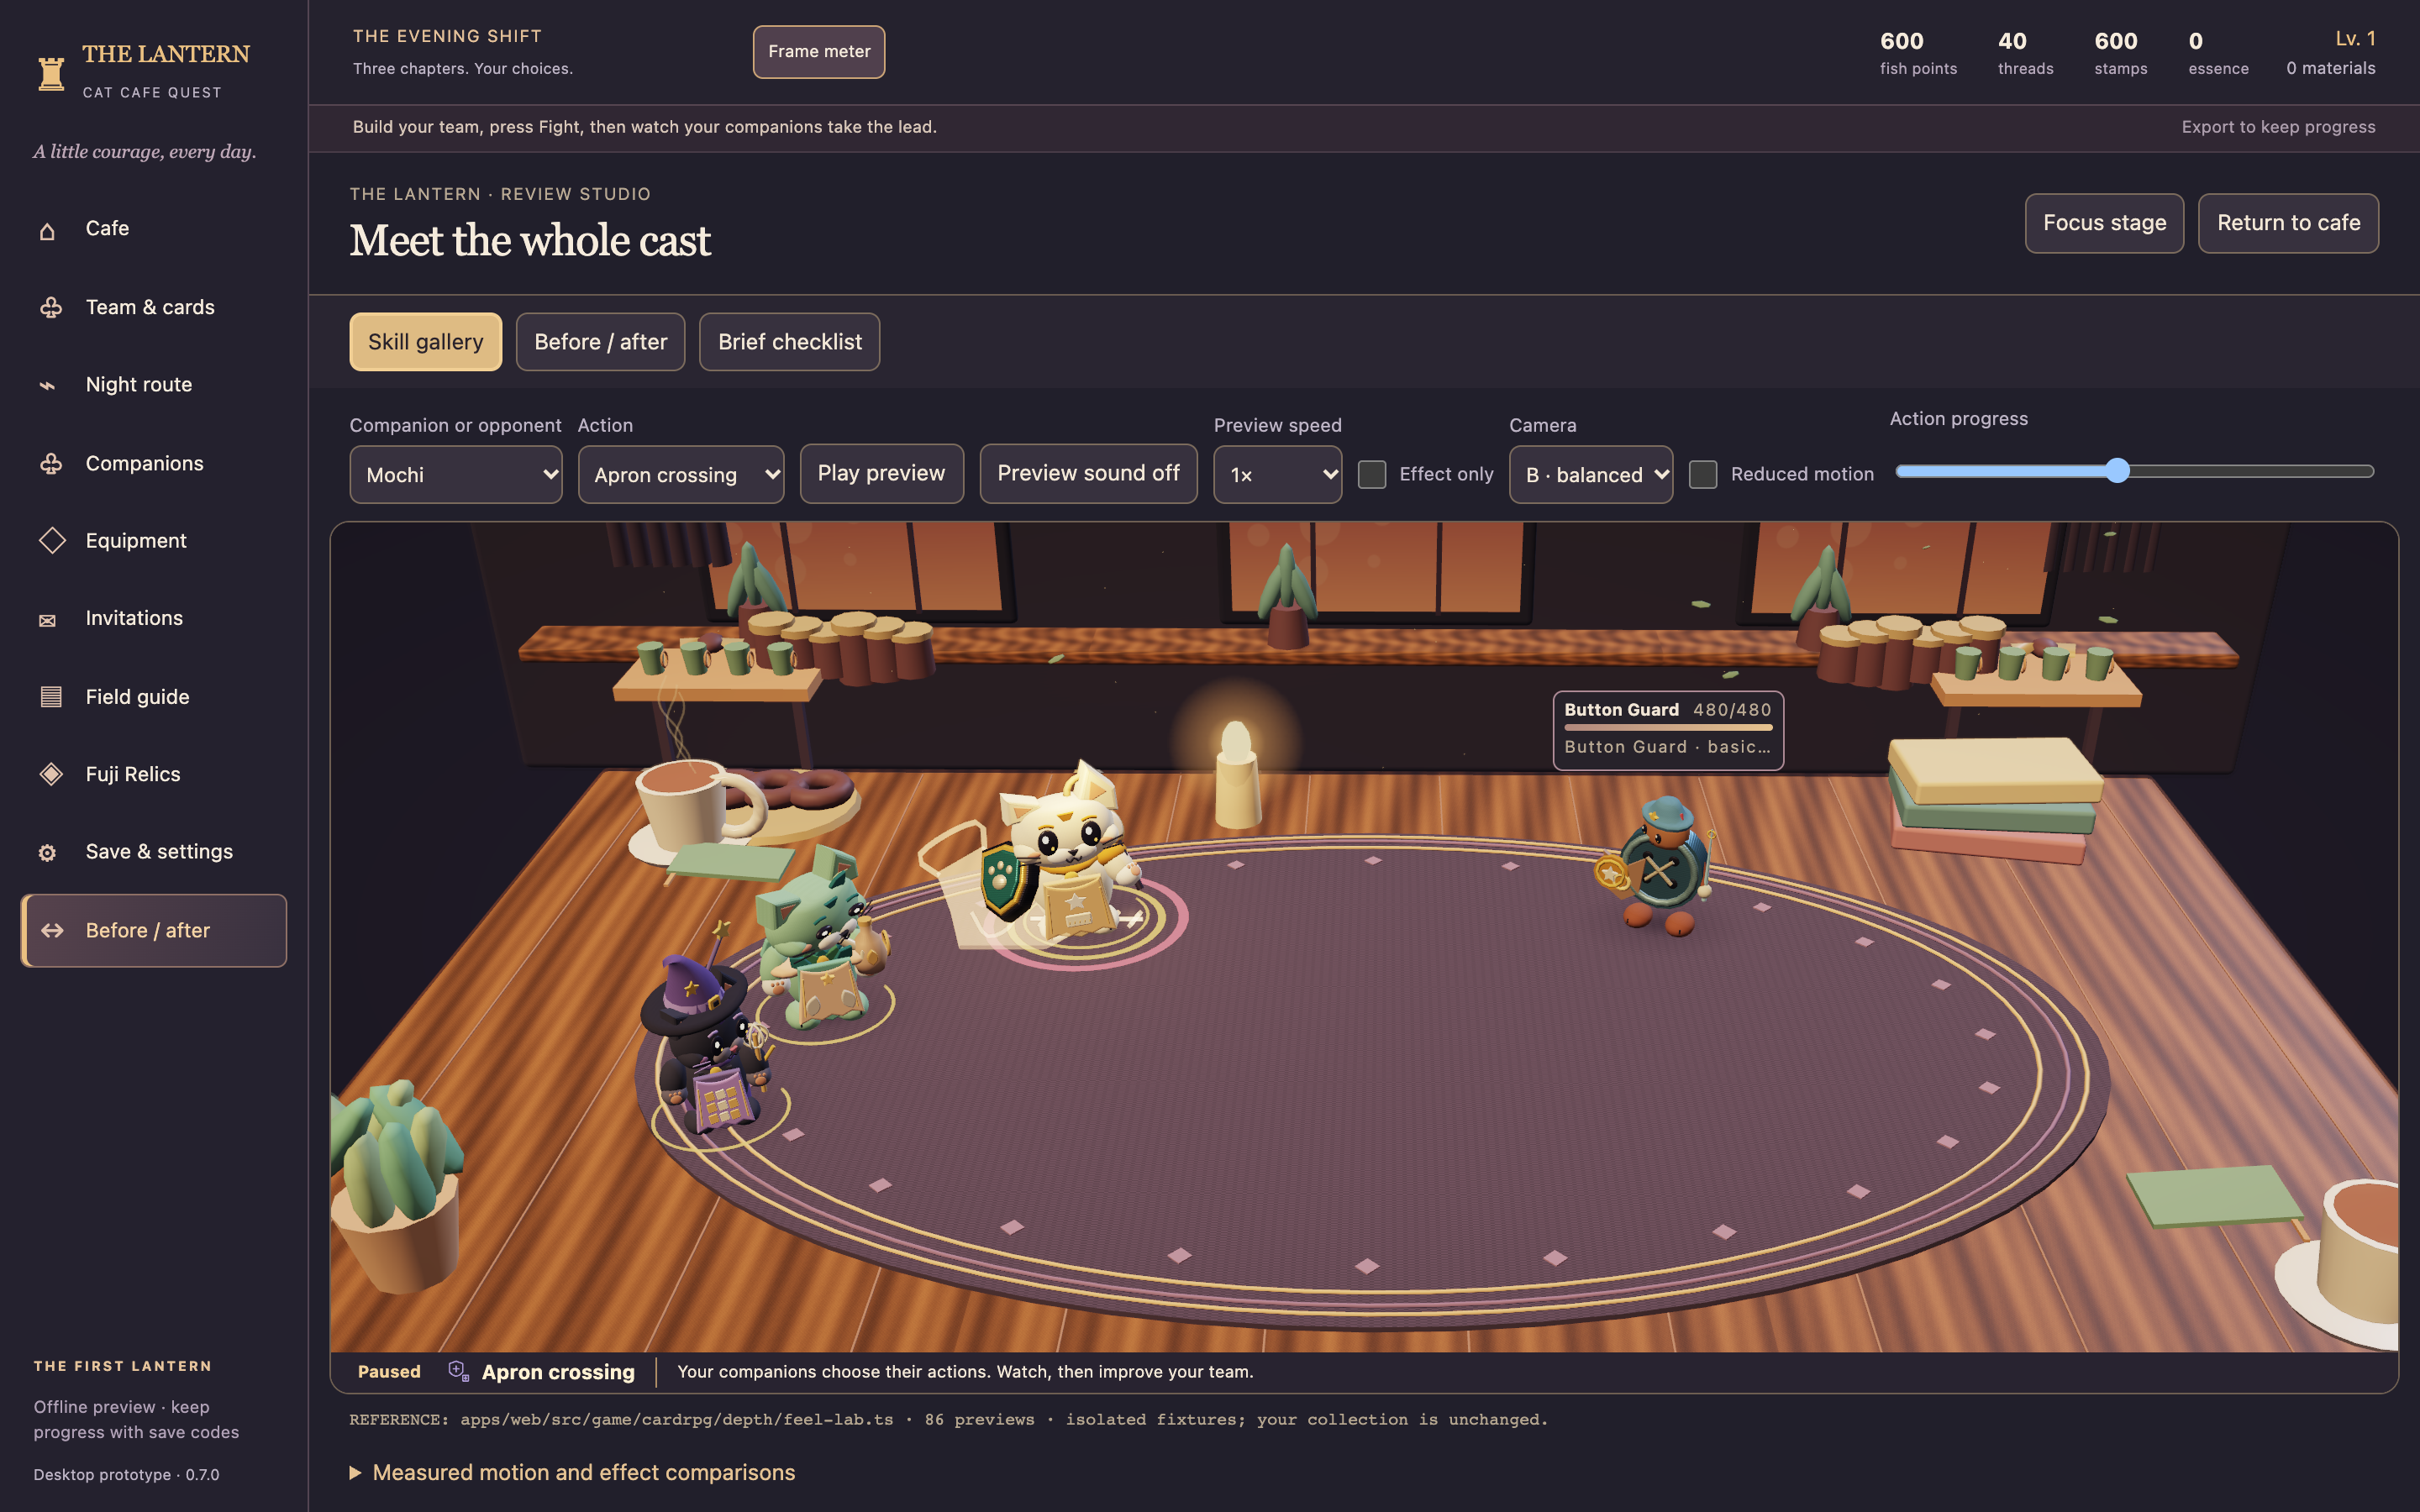 THE LANTERN
CAT CAFE QUEST
A little courage, every day.
Cafe
Team & cards
Night route
Companions
Equipment
Invitations
Field guide
Fuji Relics
Save & settings
Before / after
THE FIRST LANTERN
Offline preview · keep
progress with save codes
Desktop prototype · 0.7.0
THE EVENING SHIFT
Three chapters. Your choices.
Frame meter
600 fish points
40 threads
600 stamps
0 essence
Lv. 1
0 materials
Build your team, press Fight, then watch your companions take the lead.
Export to keep progress
THE LANTERN · REVIEW STUDIO
Meet the whole cast
Focus stage
Return to cafe
Skill gallery
Before / after
Brief checklist
Companion or opponent
Mochi
Action
Apron crossing
Play preview
Preview sound off
Preview speed
1×
Effect only
Camera
B · balanced
Reduced motion
Action progress
Button Guard 480/480
Button Guard · basic...
Paused
Apron crossing
Your companions choose their actions. Watch, then improve your team.
REFERENCE: apps/web/src/game/cardrpg/depth/feel-lab.ts · 86 previews · isolated fixtures; your collection is unchanged.
Measured motion and effect comparisons